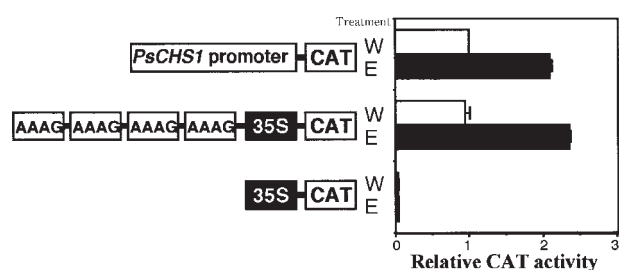 Treatment
PsCHS1 promoter CAT W
E
AAAG AAAG AAAG AAAG 35S CAT W
E
35S CAT W
E
0 1 2 3
Relative CAT activity